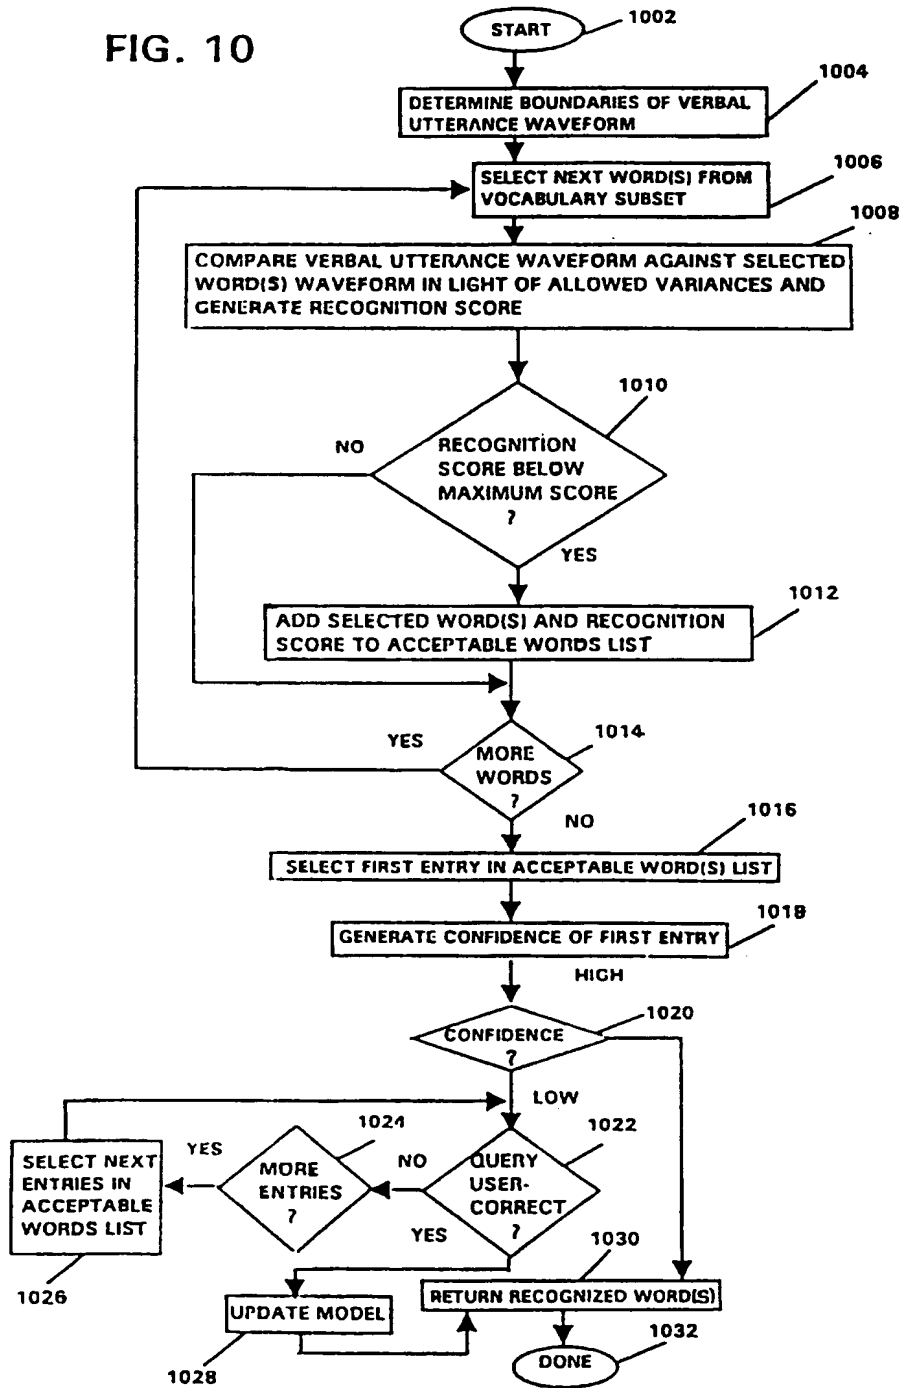 FIG. 10
START
1002
1004
DETERMINE BOUNDARIES OF VERBAL
UTTERANCE WAVEFORM
1006
SELECT NEXT WORD(S) FROM
VOCABULARY SUBSET
1008
COMPARE VERBAL UTTERANCE WAVEFORM AGAINST SELECTED
WORD(S) WAVEFORM IN LIGHT OF ALLOWED VARIANCES AND
GENERATE RECOGNITION SCORE
1010
NO
RECOGNITION
SCORE BELOW
MAXIMUM SCORE
?
YES
1012
ADD SELECTED WORD(S) AND RECOGNITION
SCORE TO ACCEPTABLE WORDS LIST
1014
YES
MORE
WORDS
?
NO
1016
SELECT FIRST ENTRY IN ACCEPTABLE WORD(S) LIST
1018
GENERATE CONFIDENCE OF FIRST ENTRY
HIGH
1020
CONFIDENCE
?
LOW
1024
1022
YES
SELECT NEXT
ENTRIES IN
ACCEPTABLE
WORDS LIST
MORE
ENTRIES
?
NO
QUERY
USER-
CORRECT
?
YES
1030
1026
UPDATE MODEL
RETURN RECOGNIZED WORD(S)
1028
DONE
1032